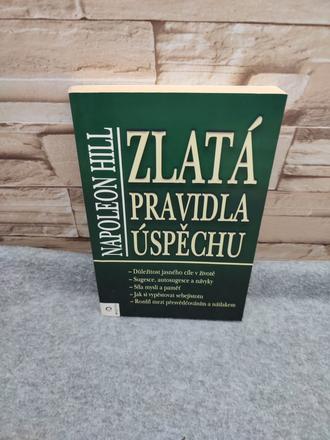 NAPOLEON HILL
ZLATÁ
PRAVIDLA
ÚSPĚCHU
– Důležitost jasného cíle v životě
– Sugesce, autosugesce a návyky
– Síla mysli a paměť
– Jak si vypěstovat sebejistotu
– Rozdíl mezi přesvědčováním a nátlakem